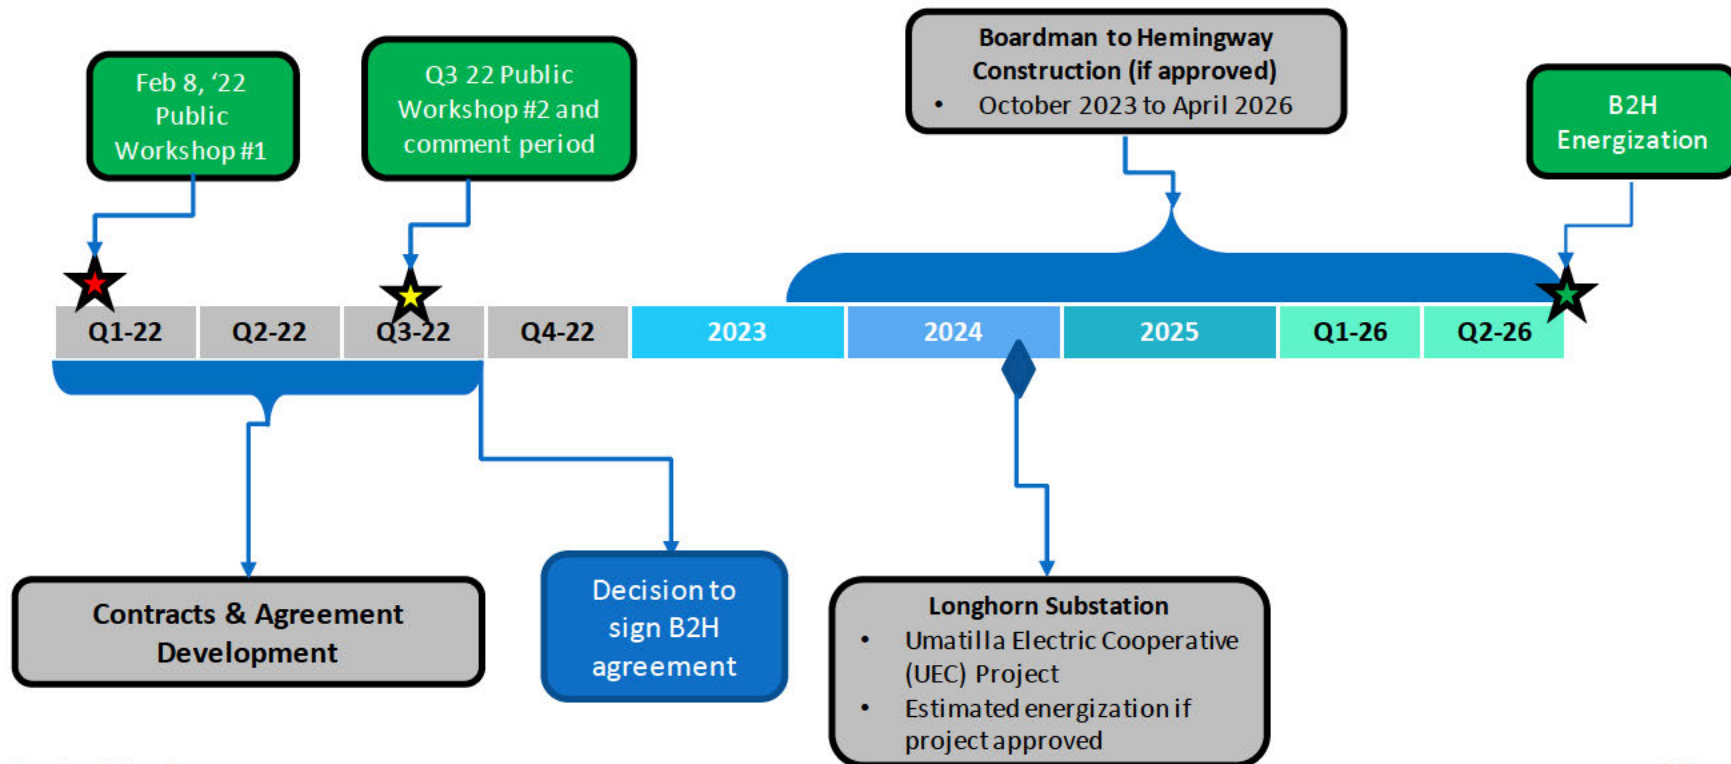 Feb 8, ‘22
Public
Workshop #1
Q3 22 Public
Workshop #2 and
comment period
Boardman to Hemingway
Construction (if approved)
• October 2023 to April 2026
B2H
Energization
Q1-22
Q2-22
Q3-22
Q4-22
2023
2024
2025
Q1-26
Q2-26
Contracts & Agreement
Development
Decision to
sign B2H
agreement
Longhorn Substation
• Umatilla Electric Cooperative
(UEC) Project
• Estimated energization if
project approved